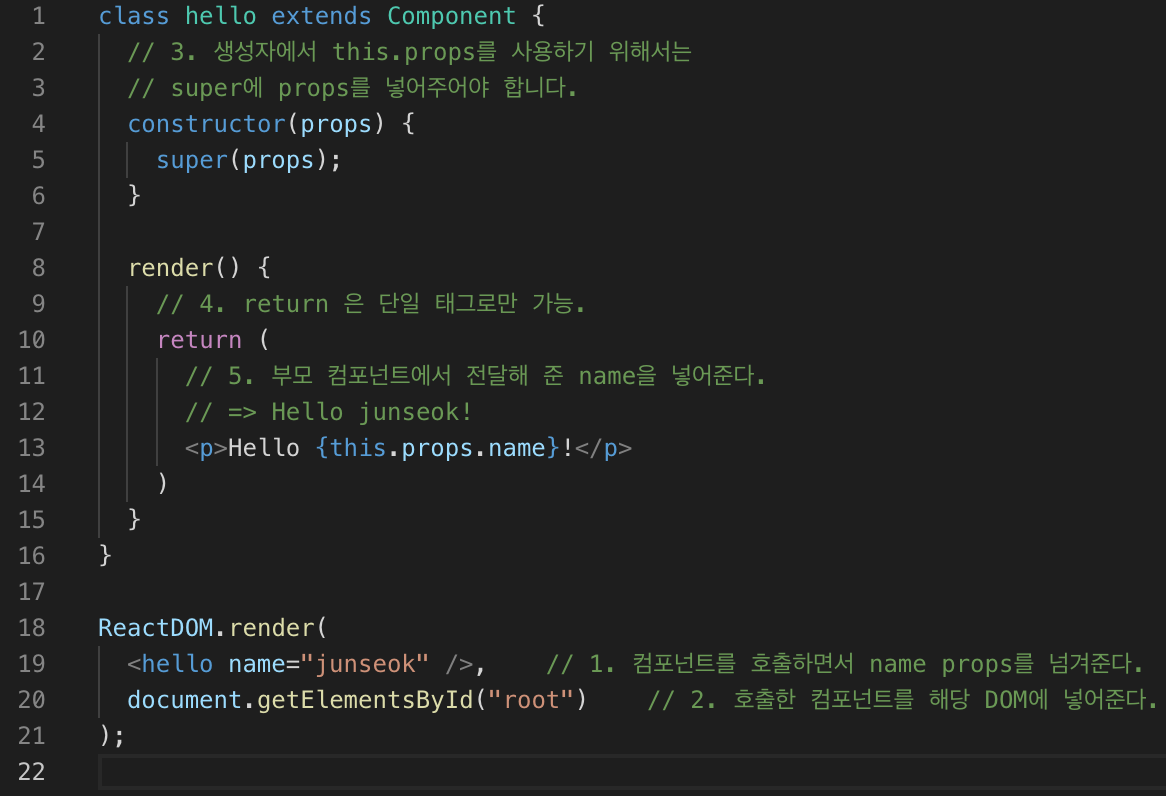 1 class hello extends Component {
2 // 3. 생성자에서 this.props를 사용하기 위해서는
3 // super에 props를 넣어주어야 합니다.
4 constructor(props) {
5 super(props);
6 }
7
8 render() {
9 // 4. return 은 단일 태그로만 가능.
10 return (
11 // 5. 부모 컴포넌트에서 전달해 준 name을 넣어준다.
12 // => Hello junseok!
13 <p>Hello {this.props.name}!</p>
14 )
15 }
16 }
17
18 ReactDOM.render(
19 <hello name="junseok" />, // 1. 컴포넌트를 호출하면서 name props를 넘겨준다.
20 document.getElementsById("root") // 2. 호출한 컴포넌트를 해당 DOM에 넣어준다.
21 );
22